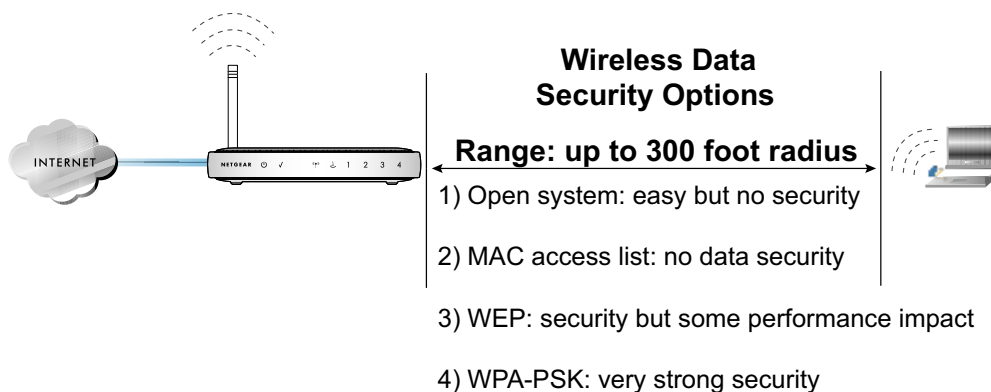 Wireless Data
Security Options
INTERNET
NETGEAR 1 2 3 4
Range: up to 300 foot radius
1) Open system: easy but no security
2) MAC access list: no data security
3) WEP: security but some performance impact
4) WPA-PSK: very strong security